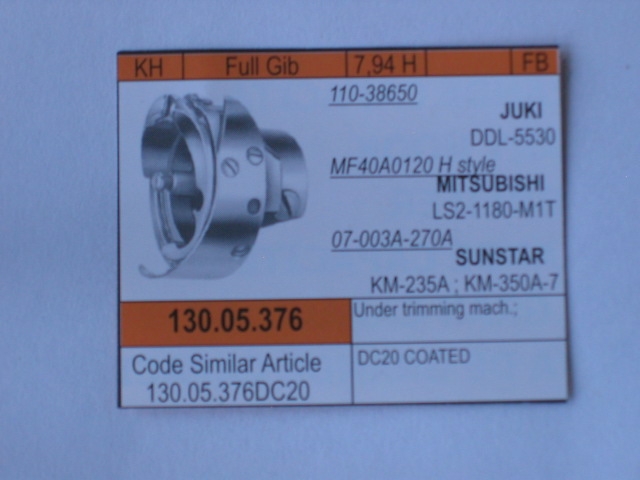 KH Full Gib 7,94 H FB
110-38650
JUKI
DDL-5530
MF40A0120 H style
MITSUBISHI
LS2-1180-M1T
07-003A-270A
SUNSTAR
KM-235A ; KM-350A-7
130.05.376
Under trimming mach.;
Code Similar Article
130.05.376DC20
DC20 COATED